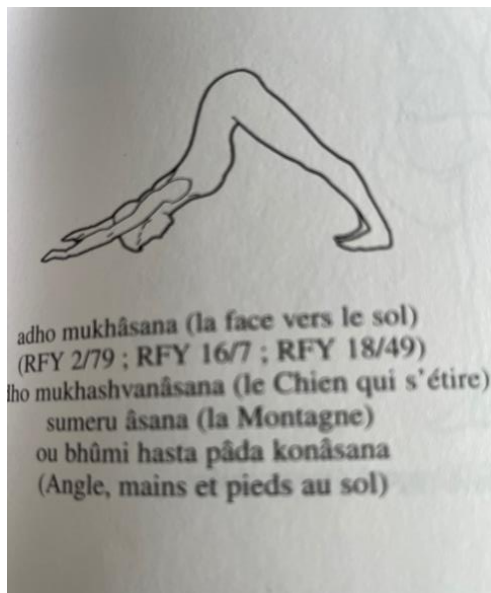 adho mukhâsana (la face vers le sol)
(RFY 2/79 ; RFY 16/7 ; RFY 18/49)
dho mukhashvanâsana (le Chien qui s'étire)
sumeru âsana (la Montagne)
ou bhûmi hasta pâda konâsana
(Angle, mains et pieds au sol)